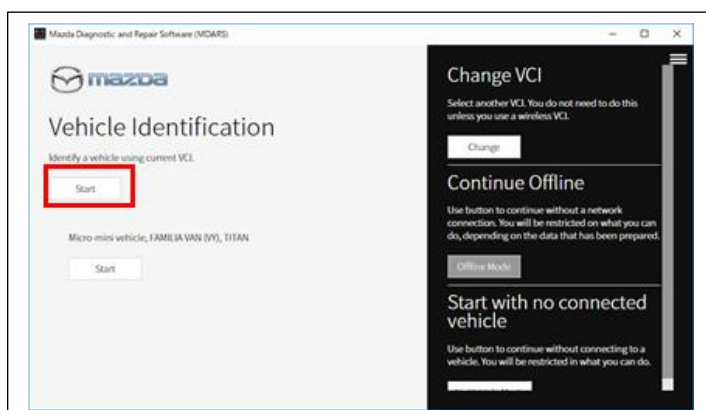 Mazda Diagnostic and Repair Software (MDARS)
mazda
Vehicle Identification
Identify a vehicle using current VCI.
Start
Micro-mini vehicle, FAMILIA VAN (VY), TITAN
Start
Change VCI
Select another VCI. You do not need to do this
unless you use a wireless VCI.
Change
Continue Offline
Use button to continue without a network
connection. You will be restricted on what you can
do, depending on the data that has been prepared.
Offline Mode
Start with no connected
vehicle
Use button to continue without connecting to a
vehicle. You will be restricted in what you can do.